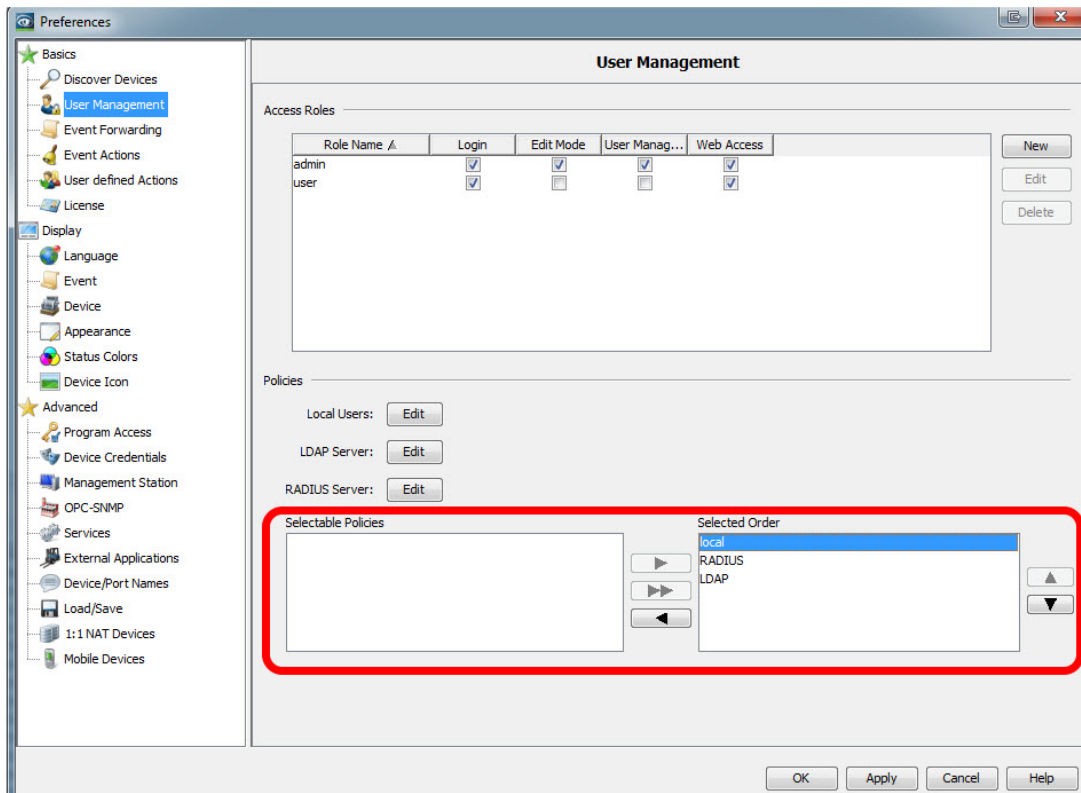 Preferences
Basics
Discover Devices
User Management
Event Forwarding
Event Actions
User defined Actions
License
Display
Language
Event
Device
Appearance
Status Colors
Device Icon
Advanced
Program Access
Device Credentials
Management Station
OPC-SNMP
Services
External Applications
Device/Port Names
Load/Save
1:1 NAT Devices
Mobile Devices
User Management
Access Roles
Role Name Login Edit Mode User Manag... Web Access
admin
user
New
Edit
Delete
Policies
Local Users: Edit
LDAP Server: Edit
RADIUS Server: Edit
Selectable Policies
Selected Order
local
RADIUS
LDAP
OK Apply Cancel Help